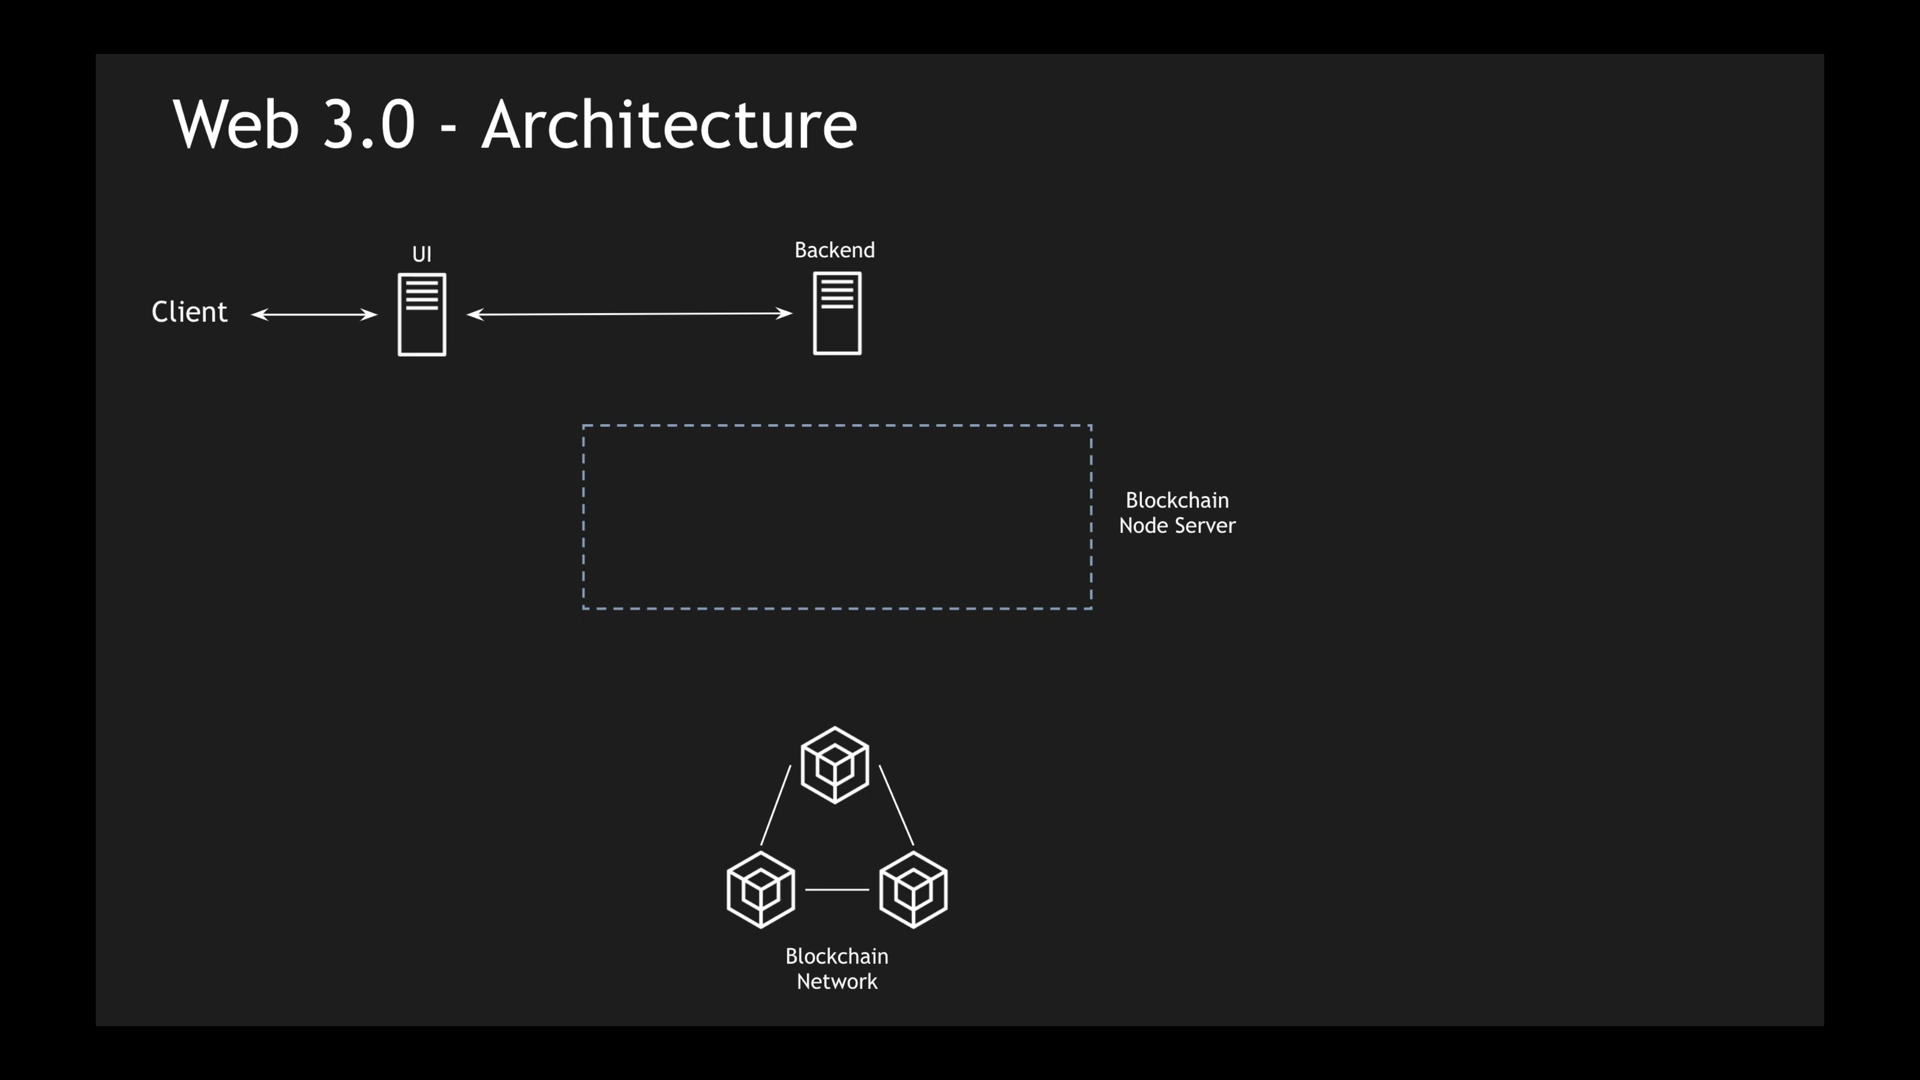 Web 3.0 - Architecture
UI
Backend
Client
Blockchain
Node Server
Blockchain
Network